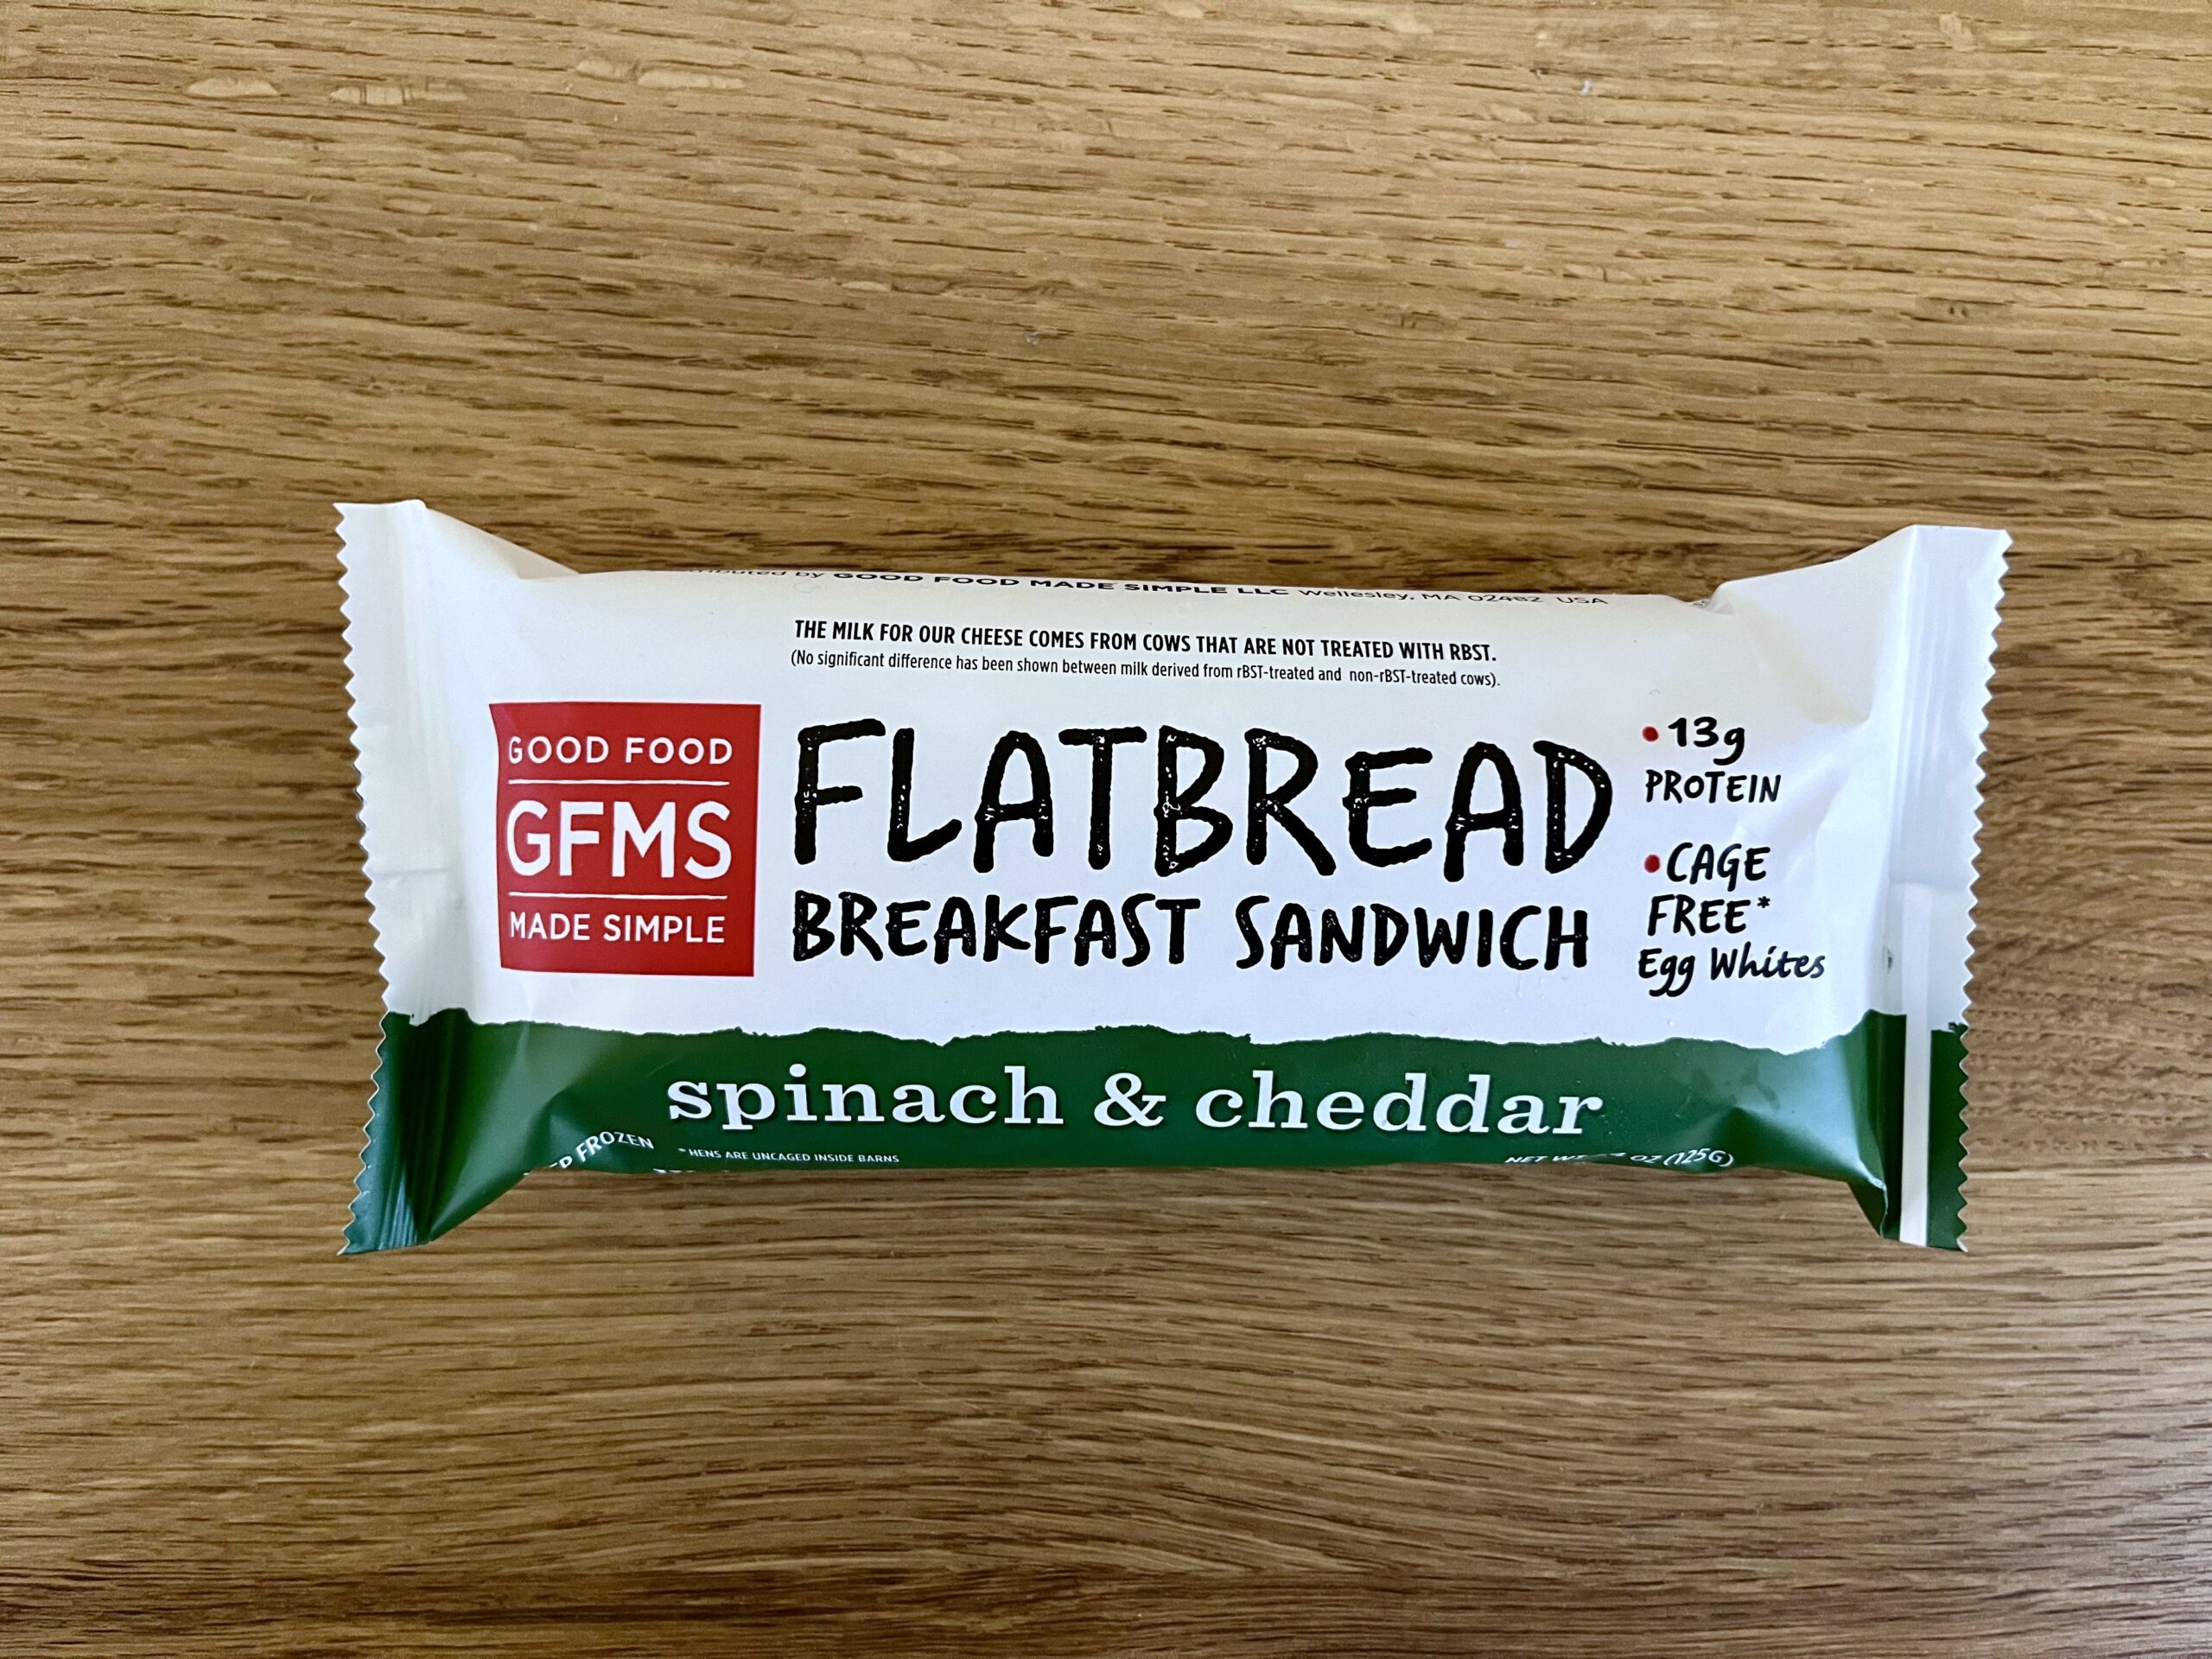 by GOOD FOOD MADE SIMPLE LLC Wellesley, MA 02482 USA
THE MILK FOR OUR CHEESE COMES FROM COWS THAT ARE NOT TREATED WITH RBST.
(No significant difference has been shown between milk derived from rBST-treated and non-rBST-treated cows).
GOOD FOOD
GFMS
MADE SIMPLE
FLATBREAD
BREAKFAST SANDWICH
• 13g
PROTEIN
• CAGE
FREE*
Egg Whites
spinach & cheddar
FROZEN
*HENS ARE UNCAGED INSIDE BARNS
NET WT OZ (125G)